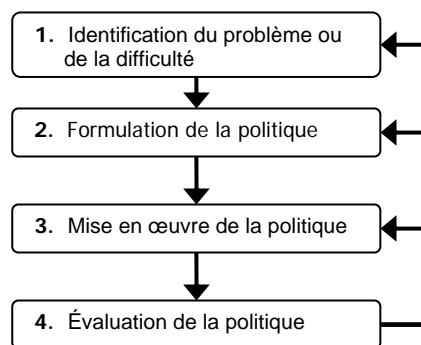 1. Identification du problème ou
de la difficulté
2. Formulation de la politique
3. Mise en œuvre de la politique
4. Évaluation de la politique